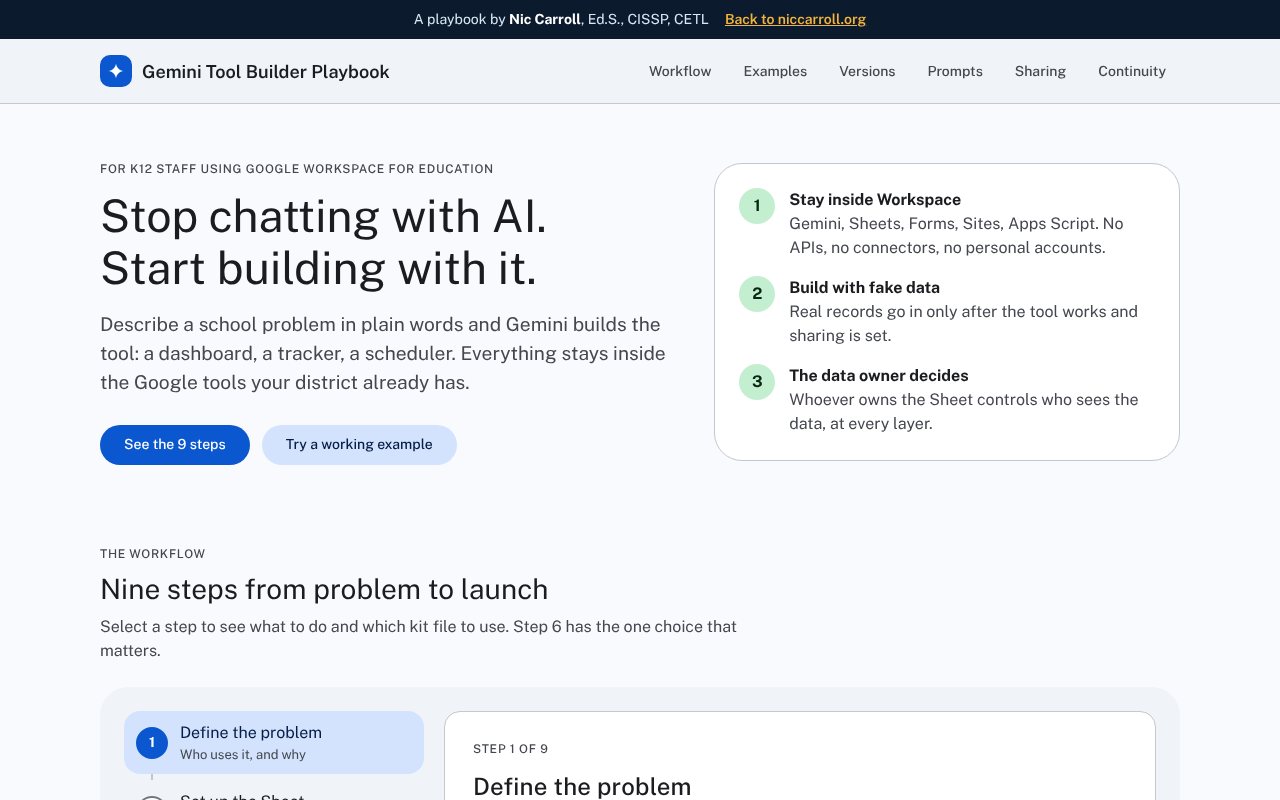 A playbook by Nic Carroll, Ed.S., CISSP, CETL Back to niccarroll.org
Gemini Tool Builder Playbook
Workflow Examples Versions Prompts Sharing Continuity
FOR K12 STAFF USING GOOGLE WORKSPACE FOR EDUCATION
Stop chatting with AI.
Start building with it.
Describe a school problem in plain words and Gemini builds the
tool: a dashboard, a tracker, a scheduler. Everything stays inside
the Google tools your district already has.
See the 9 steps
Try a working example
1
Stay inside Workspace
Gemini, Sheets, Forms, Sites, Apps Script. No
APIs, no connectors, no personal accounts.
2
Build with fake data
Real records go in only after the tool works and
sharing is set.
3
The data owner decides
Whoever owns the Sheet controls who sees the
data, at every layer.
THE WORKFLOW
Nine steps from problem to launch
Select a step to see what to do and which kit file to use. Step 6 has the one choice that
matters.
1
Define the problem
Who uses it, and why
Set up the Sheet
STEP 1 OF 9
Define the problem